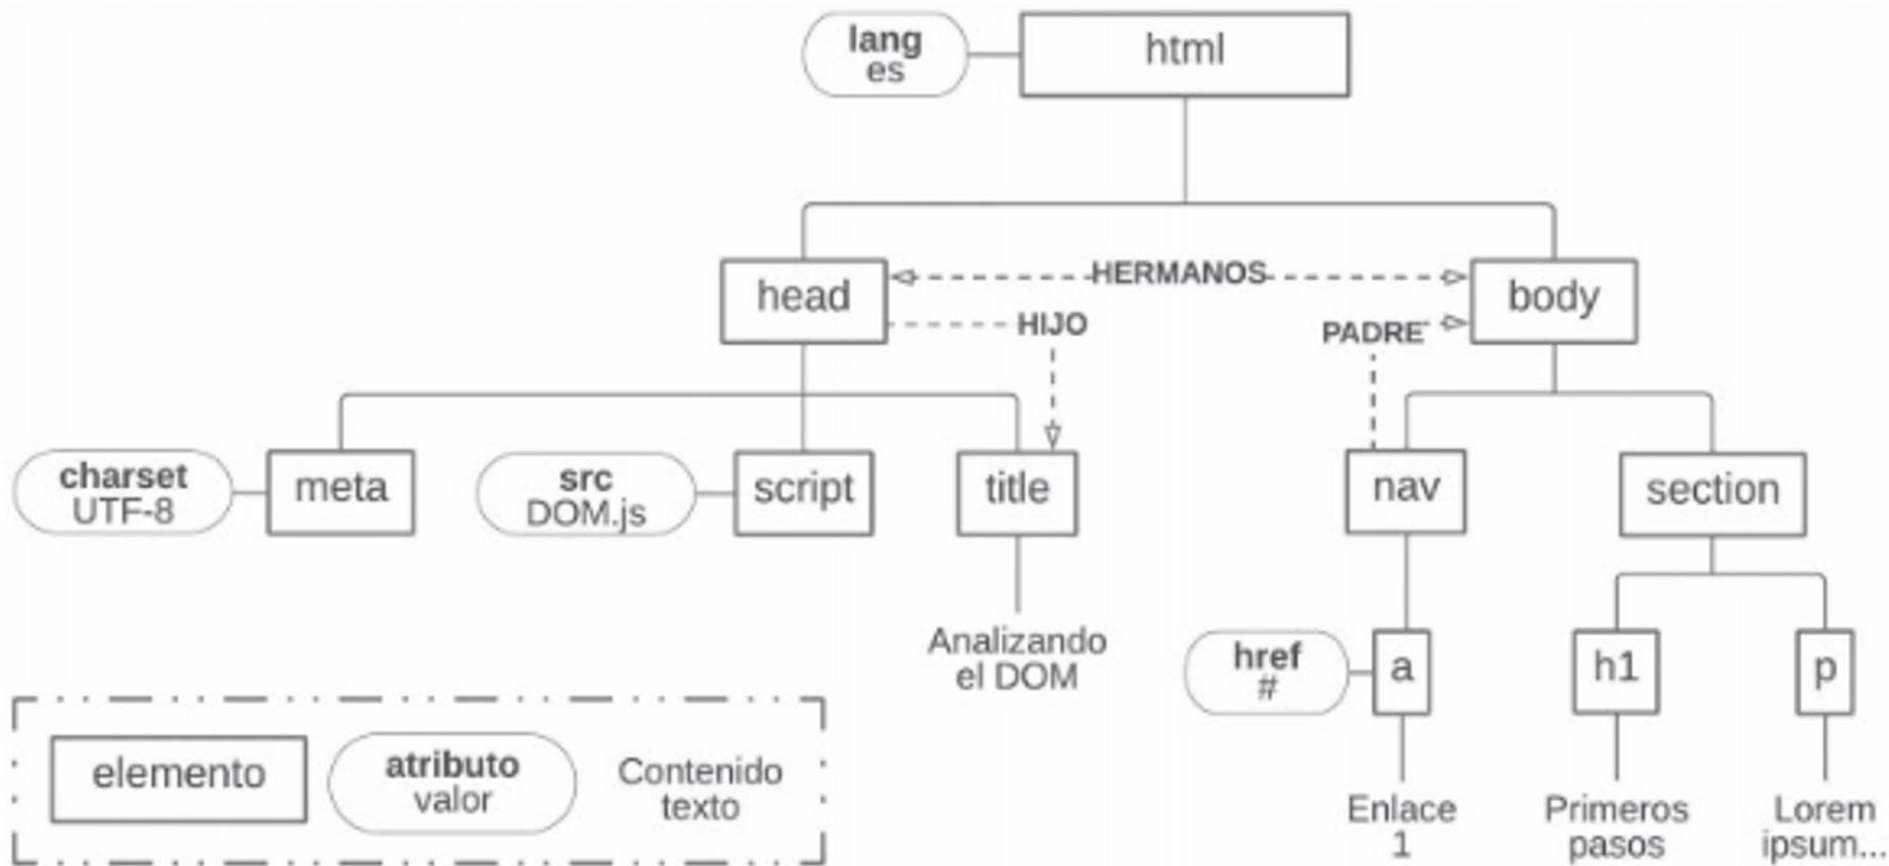 lang
es
html
head
HERMANOS
body
HIJO
PADRE
charset
UTF-8
meta
src
DOM.js
script
title
nav
section
Analizando
el DOM
href
#
a
h1
p
elemento
atributo
valor
Contenido
texto
Enlace
1
Primeros
pasos
Lorem
ipsum...